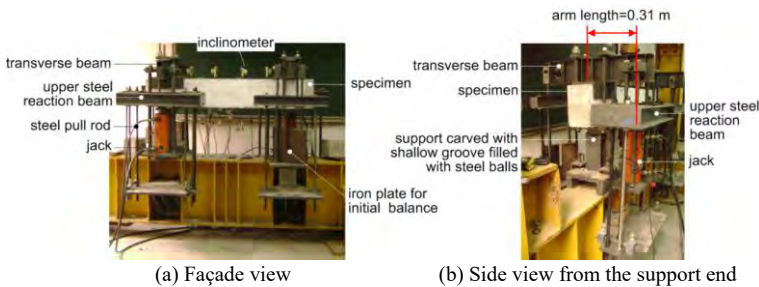 arm length=0.31 m
inclinometer
transverse beam
upper steel
reaction beam
specimen
steel pull rod
jack
iron plate for
initial balance
transverse beam
specimen
upper steel
reaction
beam
support carved with
shallow groove filled
with steel balls
jack
(a) Façade view
(b) Side view from the support end